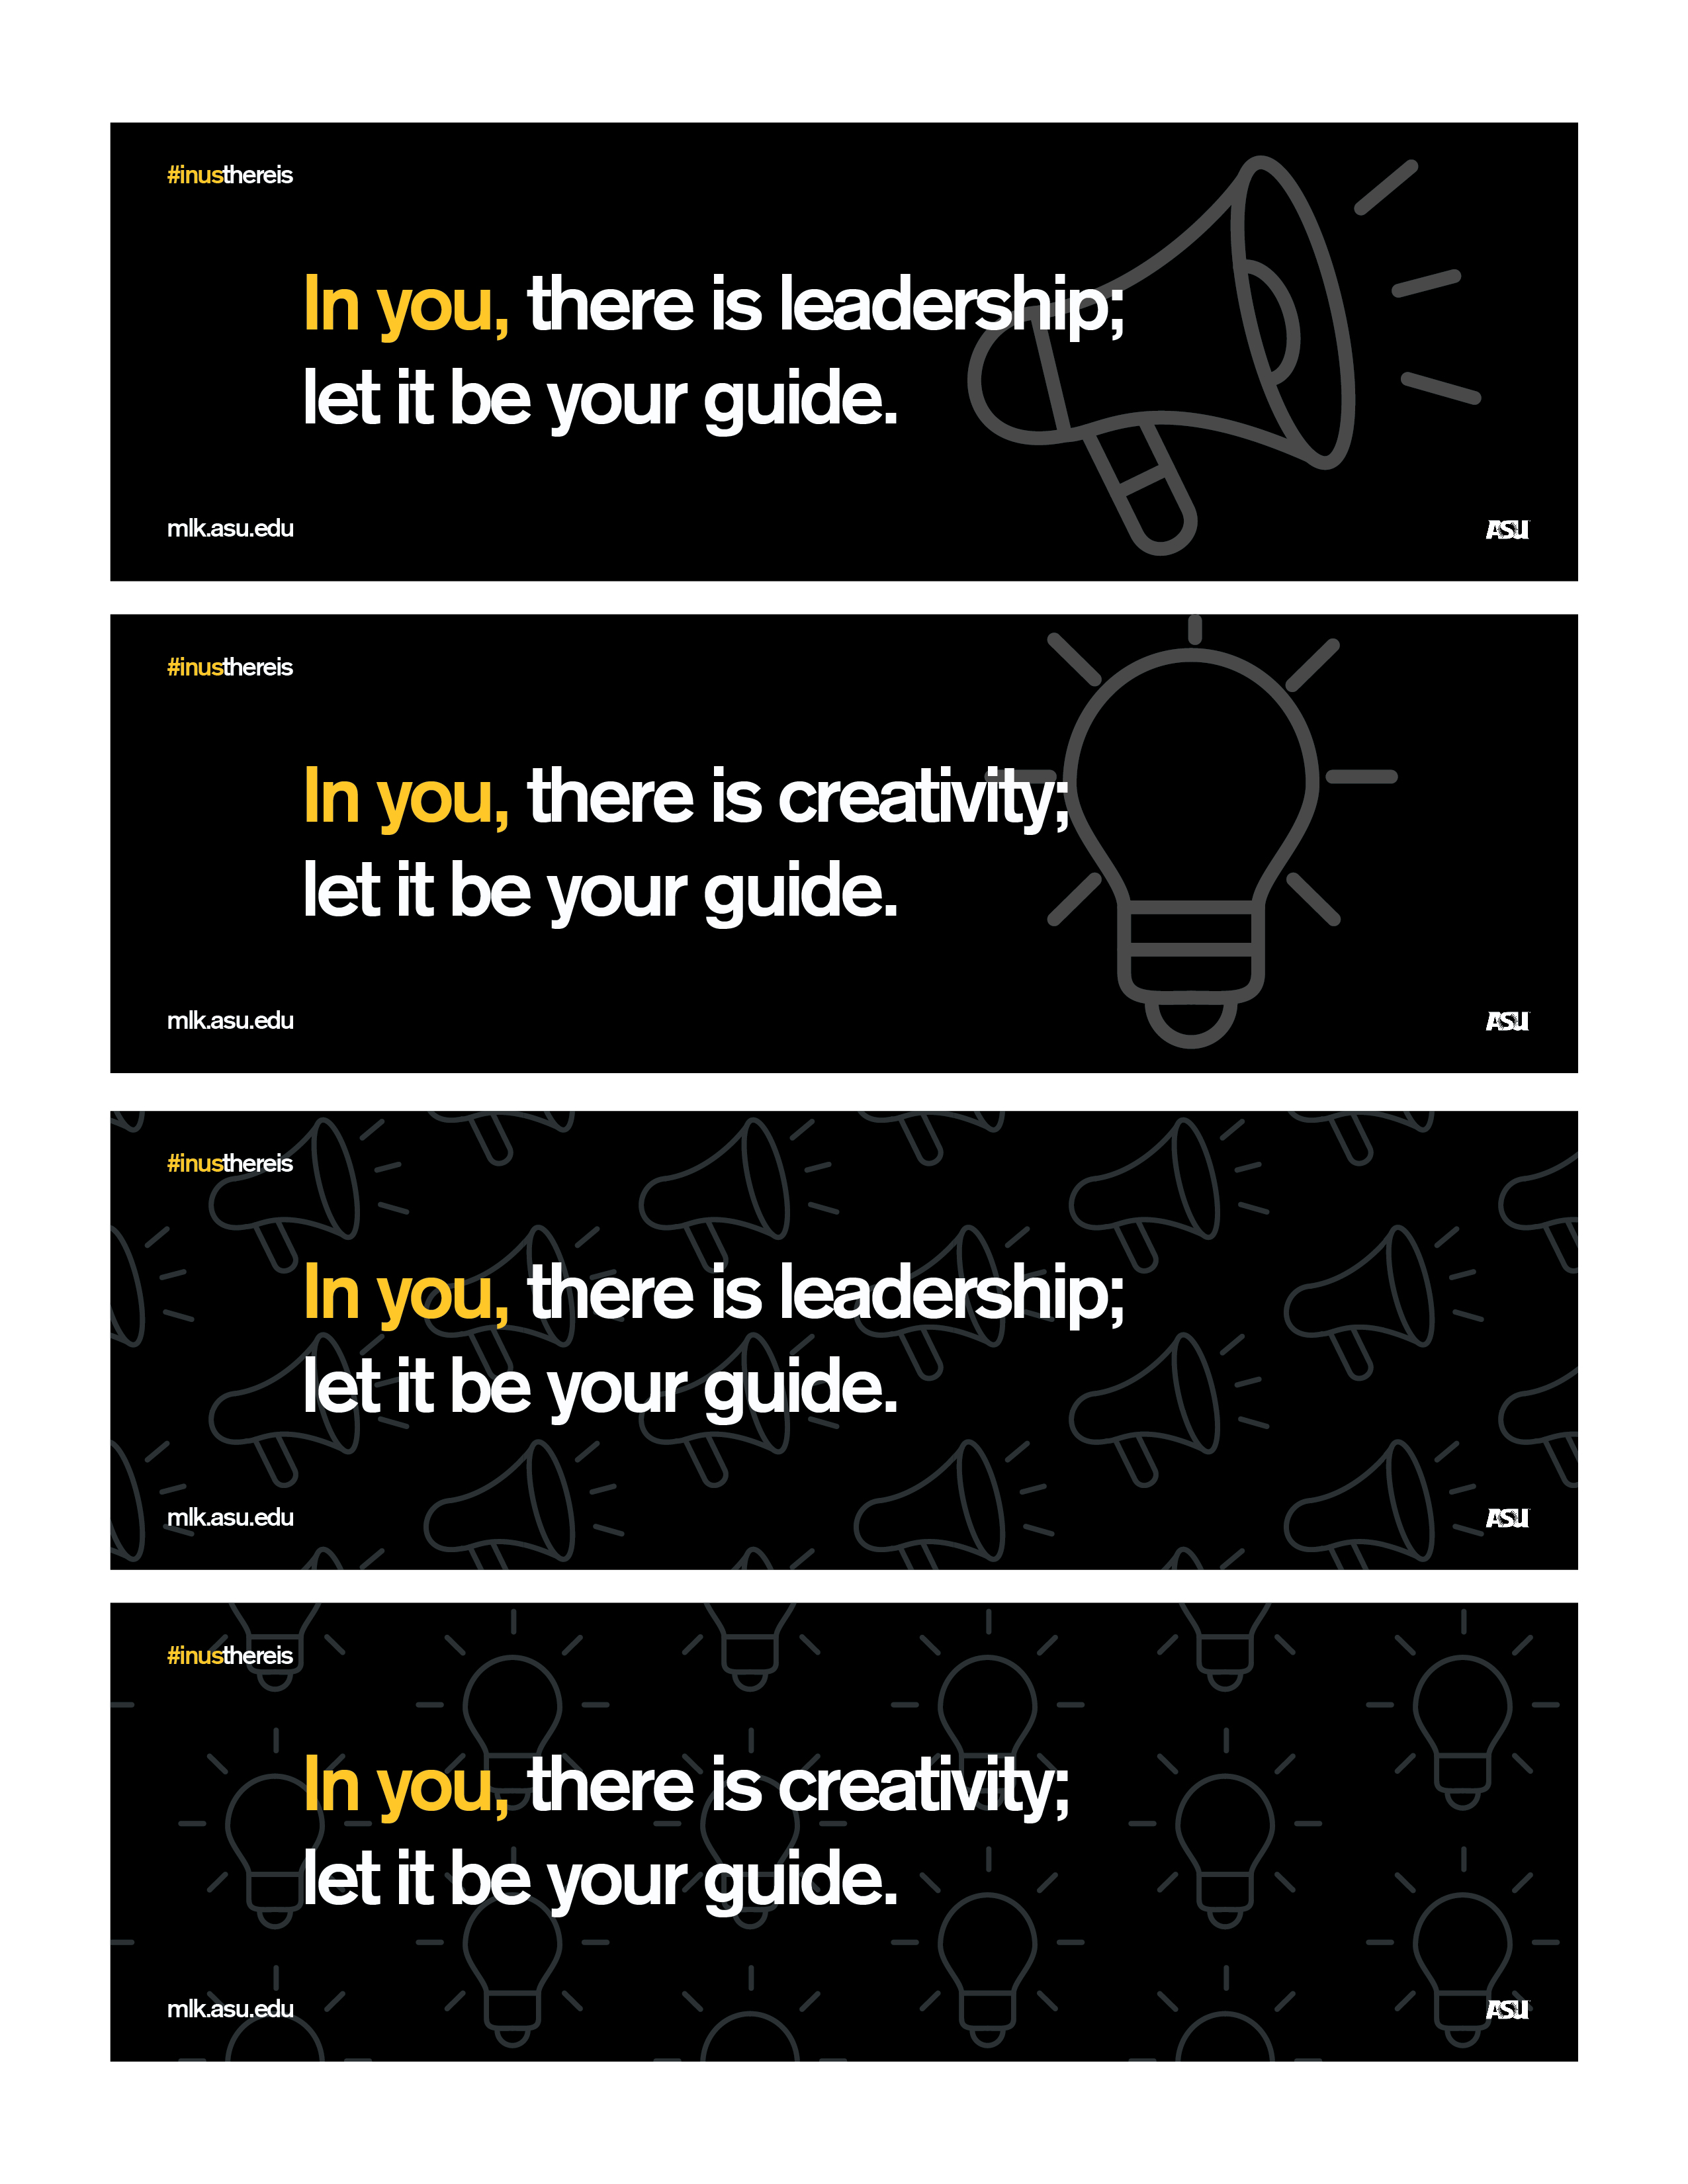 #inusthereis
In you, there is leadership;
let it be your guide.
mlk.asu.edu
ASU
#inusthereis
In you, there is creativity;
let it be your guide.
mlk.asu.edu
ASU
#inusthereis
In you, there is leadership;
let it be your guide.
mlk.asu.edu
ASU
#inusthereis
In you, there is creativity;
let it be your guide.
mlk.asu.edu
ASU